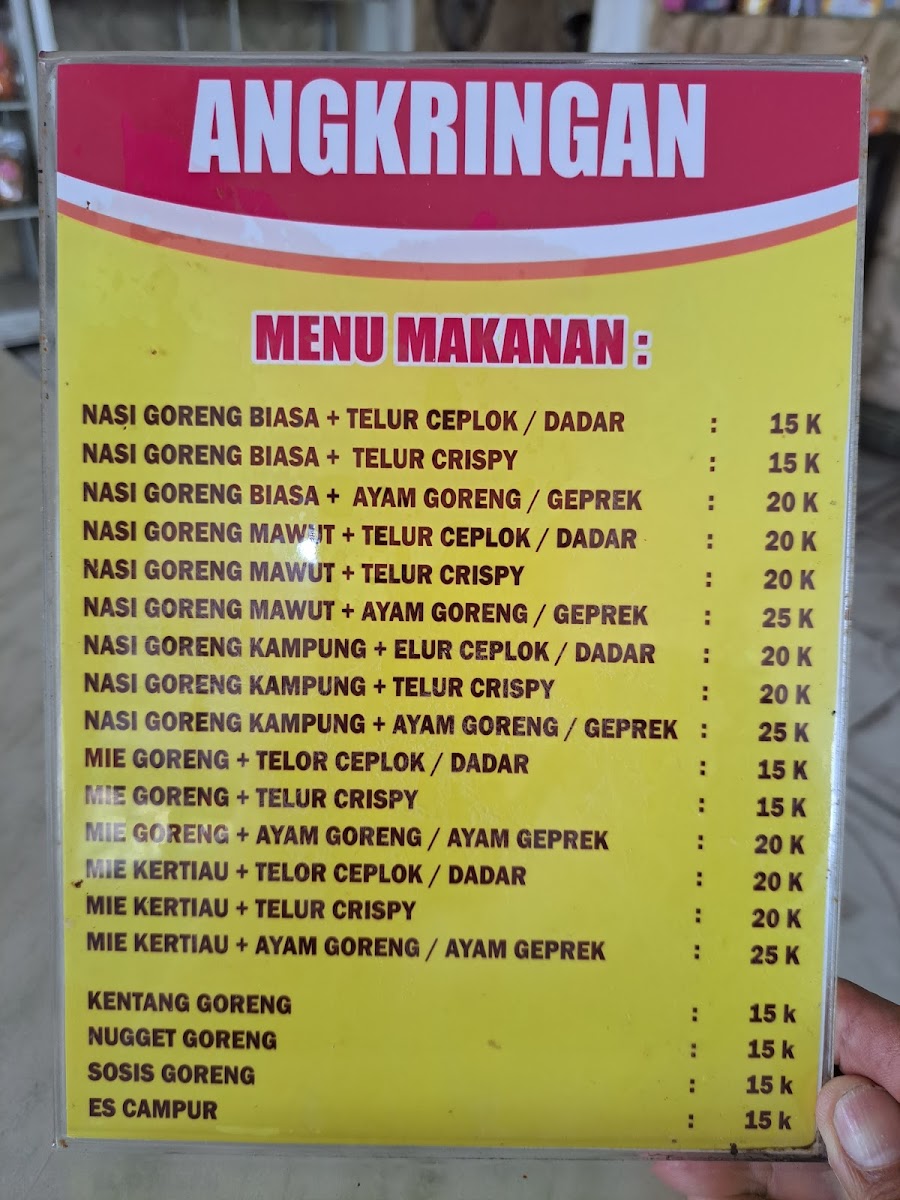 ANGKRINGAN
MENU MAKANAN :
NASI GORENG BIASA + TELUR CEPLOK / DADAR : 15 K
NASI GORENG BIASA + TELUR CRISPY : 15 K
NASI GORENG BIASA + AYAM GORENG / GEPREK : 20 K
NASI GORENG MAWUT + TELUR CEPLOK / DADAR : 20 K
NASI GORENG MAWUT + TELUR CRISPY : 20 K
NASI GORENG MAWUT + AYAM GORENG / GEPREK : 25 K
NASI GORENG KAMPUNG + ELUR CEPLOK / DADAR : 20 K
NASI GORENG KAMPUNG + TELUR CRISPY : 20 K
NASI GORENG KAMPUNG + AYAM GORENG / GEPREK : 25 K
MIE GORENG + TELOR CEPLOK / DADAR : 15 K
MIE GORENG + TELUR CRISPY : 15 K
MIE GORENG + AYAM GORENG / AYAM GEPREK : 20 K
MIE KERTIAU + TELOR CEPLOK / DADAR : 20 K
MIE KERTIAU + TELUR CRISPY : 20 K
MIE KERTIAU + AYAM GORENG / AYAM GEPREK : 25 K
KENTANG GORENG : 15 k
NUGGET GORENG : 15 k
SOSIS GORENG : 15 k
ES CAMPUR : 15 k